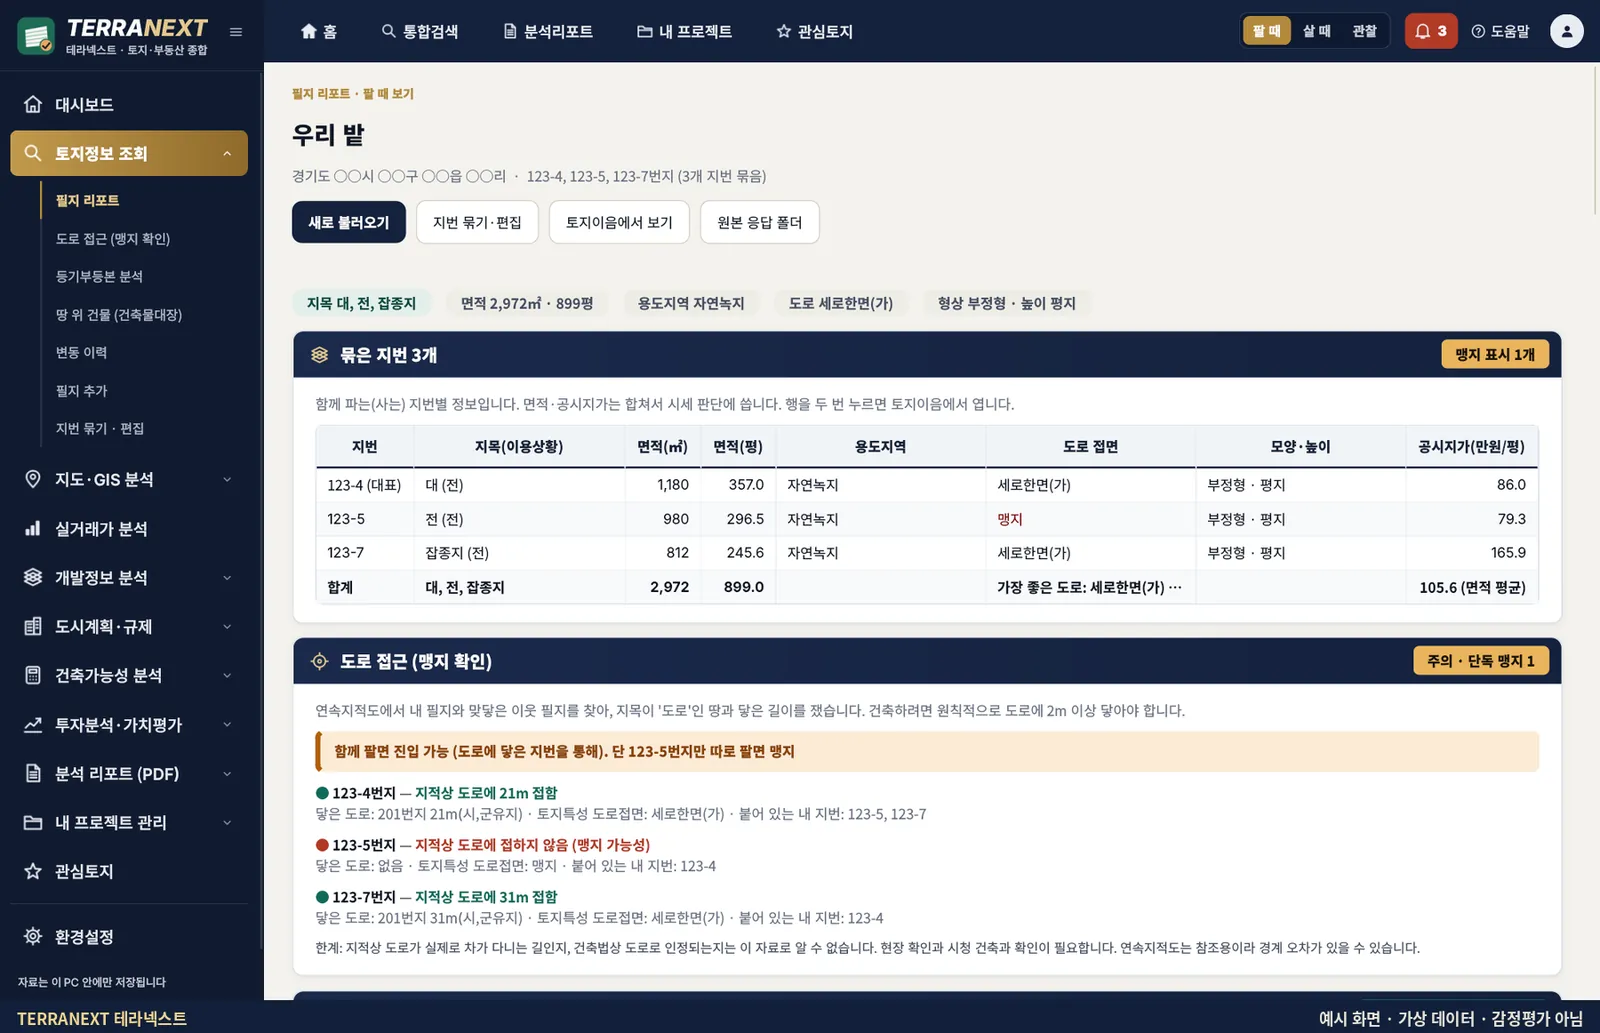 TERRANEXT
테라넥스트 · 토지·부동산 종합
홈
통합검색
분석리포트
내 프로젝트
관심토지
팔 때
살 때
관찰
3
도움말
대시보드
토지정보 조회
필지 리포트
도로 접근 (맹지 확인)
등기부등본 분석
땅 위 건물 (건축물대장)
변동 이력
필지 추가
지번 묶기 · 편집
지도·GIS 분석
실거래가 분석
개발정보 분석
도시계획·규제
건축가능성 분석
투자분석·가치평가
분석 리포트 (PDF)
내 프로젝트 관리
관심토지
환경설정
자료는 이 PC 안에만 저장됩니다
필지 리포트 · 팔 때 보기
우리 밭
경기도 ○○시 ○○구 ○○읍 ○○리 · 123-4, 123-5, 123-7번지 (3개 지번 묶음)
새로 불러오기
지번 묶기·편집
토지이음에서 보기
원본 응답 폴더
지목 대, 전, 잡종지
면적 2,972㎡ · 899평
용도지역 자연녹지
도로 세로한면(가)
형상 부정형 · 높이 평지
묶은 지번 3개
맹지 표시 1개
함께 파는(사는) 지번별 정보입니다. 면적·공시지가는 합쳐서 시세 판단에 씁니다. 행을 두 번 누르면 토지이음에서 엽니다.
지번 지목(이용상황) 면적(㎡) 면적(평) 용도지역 도로 접면 모양·높이 공시지가(만원/평)
123-4 (대표) 대 (전) 1,180 357.0 자연녹지 세로한면(가) 부정형 · 평지 86.0
123-5 전 (전) 980 296.5 자연녹지 맹지 부정형 · 평지 79.3
123-7 잡종지 (전) 812 245.6 자연녹지 세로한면(가) 부정형 · 평지 165.9
합계 대, 전, 잡종지 2,972 899.0 가장 좋은 도로: 세로한면(가) … 105.6 (면적 평균)
도로 접근 (맹지 확인)
주의 · 단독 맹지 1
연속지적도에서 내 필지와 맞닿은 이웃 필지를 찾아, 지목이 '도로'인 땅과 닿은 길이를 쟀습니다. 건축하려면 원칙적으로 도로에 2m 이상 닿아야 합니다.
함께 팔면 진입 가능 (도로에 닿은 지번을 통해). 단 123-5번지만 따로 팔면 맹지
123-4번지 — 지적상 도로에 21m 접함
닿은 도로: 201번지 21m(시,군유지) · 토지특성 도로접면: 세로한면(가) · 붙어 있는 내 지번: 123-5, 123-7
123-5번지 — 지적상 도로에 접하지 않음 (맹지 가능성)
닿은 도로: 없음 · 토지특성 도로접면: 맹지 · 붙어 있는 내 지번: 123-4
123-7번지 — 지적상 도로에 31m 접함
닿은 도로: 201번지 31m(시,군유지) · 토지특성 도로접면: 세로한면(가) · 붙어 있는 내 지번: 123-4
한계: 지적상 도로가 실제로 차가 다니는 길인지, 건축법상 도로로 인정되는지는 이 자료로 알 수 없습니다. 현장 확인과 시청 건축과 확인이 필요합니다. 연속지적도는 참조용이라 경계 오차가 있을 수 있습니다.
TERRANEXT 테라넥스트
예시 화면 · 가상 데이터 · 감정평가 아님